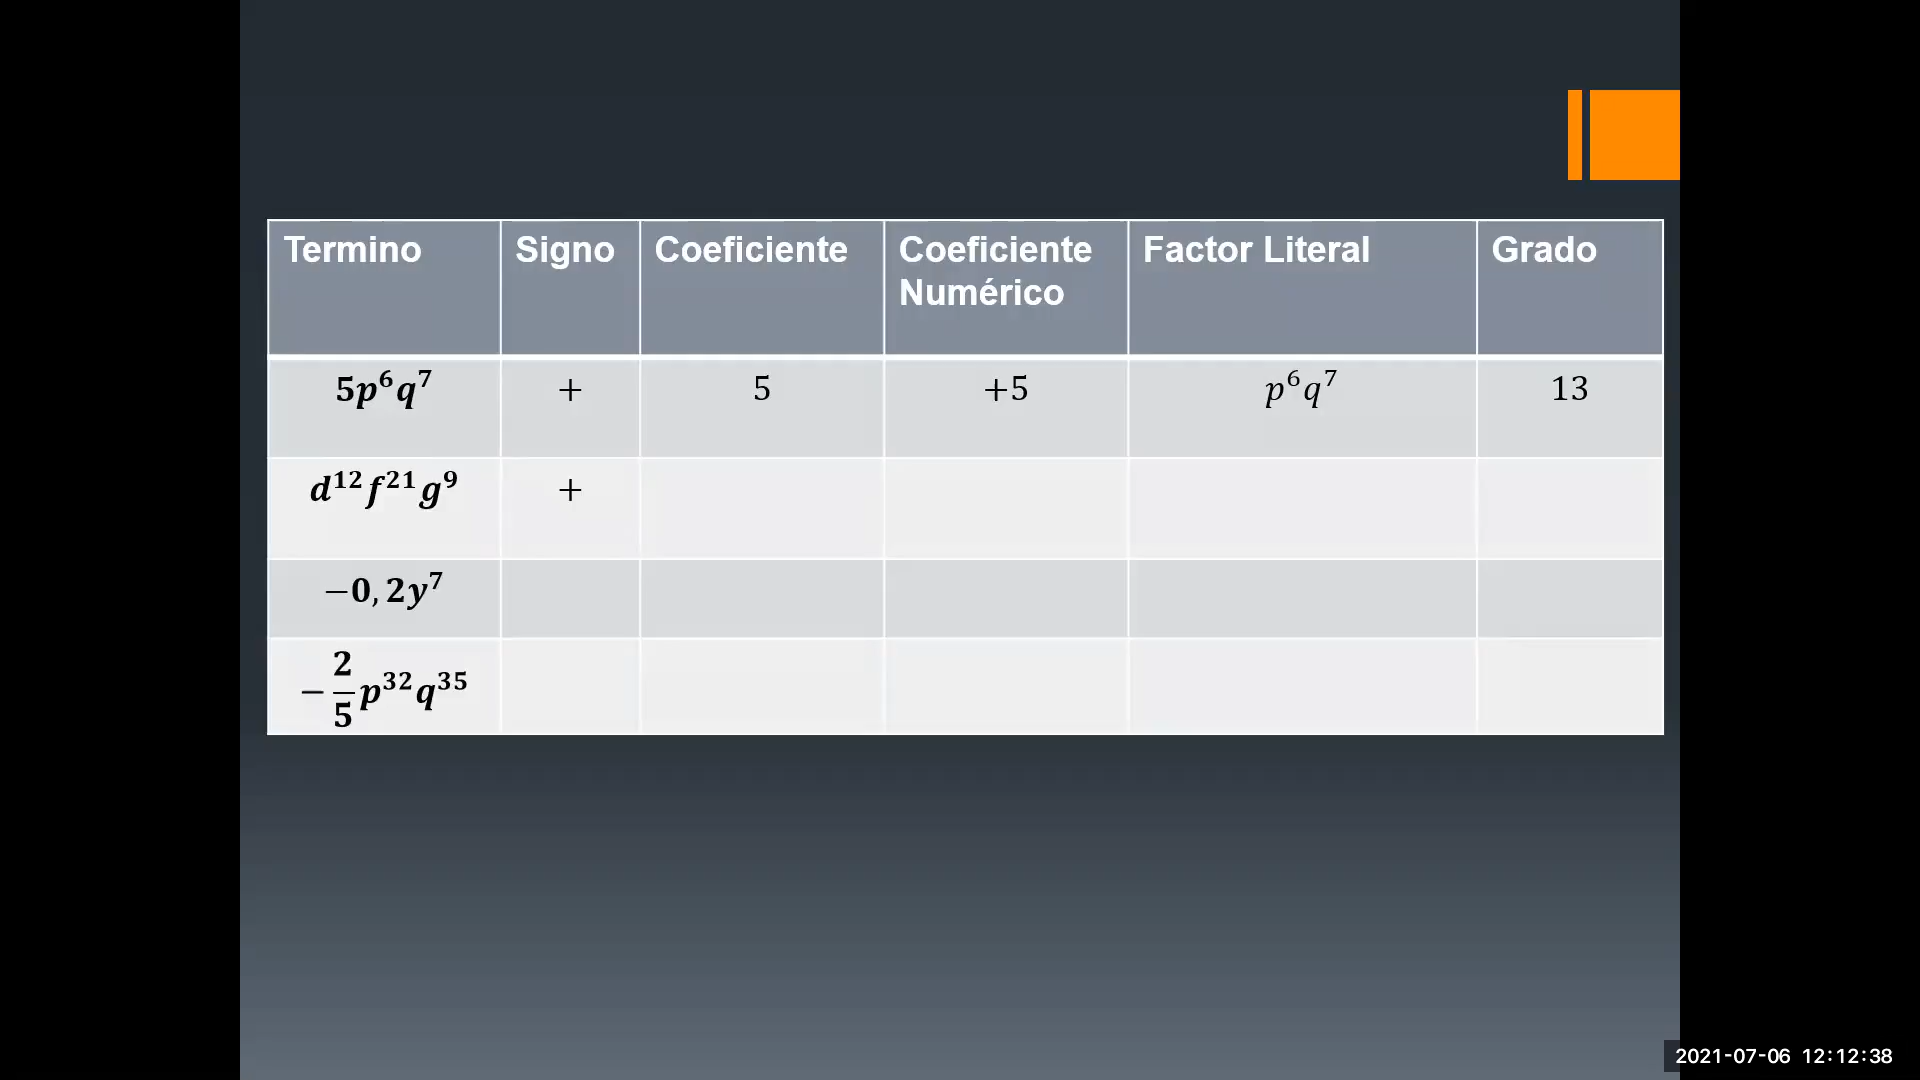 Termino Signo Coeficiente Coeficiente Numérico Factor Literal Grado
5p⁶q⁷ + 5 +5 p⁶q⁷ 13
d¹²f²¹g⁹ +
−0,2y⁷
−2/5p³²q³⁵
2021-07-06 12:12:38